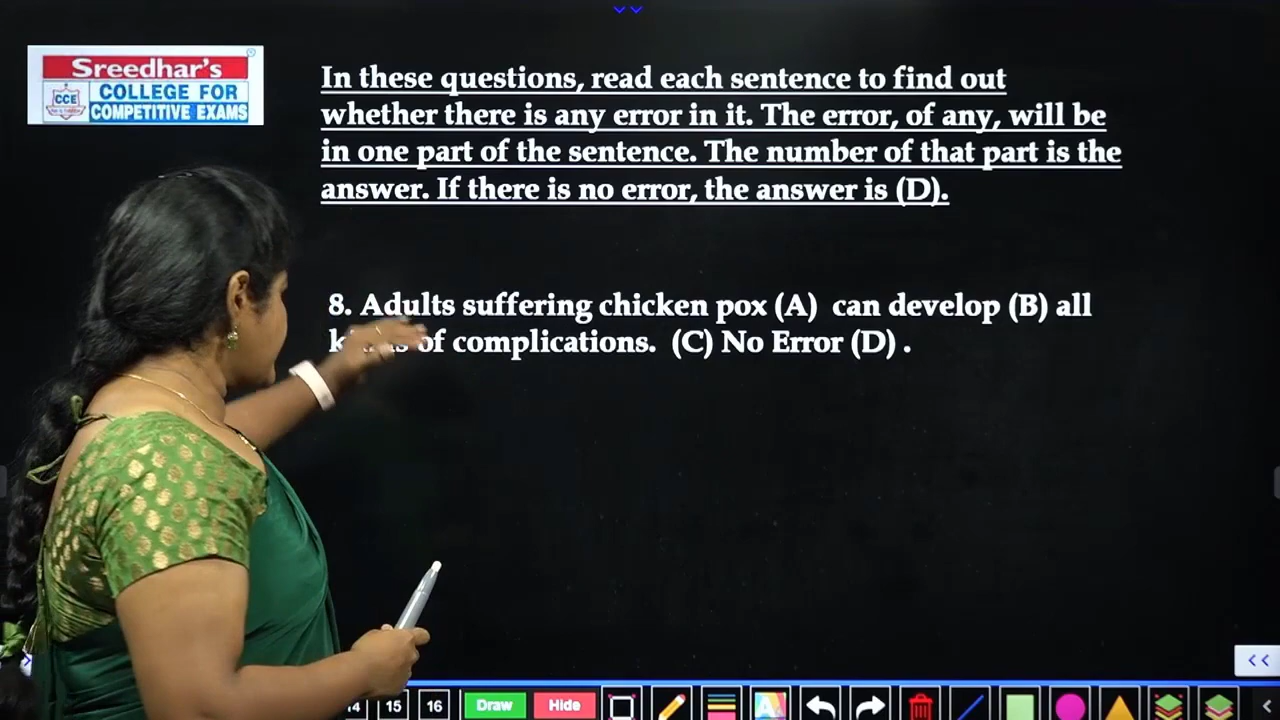 Sreedhar's
CCE
COLLEGE FOR
COMPETITIVE EXAMS
In these questions, read each sentence to find out
whether there is any error in it. The error, of any, will be
in one part of the sentence. The number of that part is the
answer. If there is no error, the answer is (D).
8. Adults suffering chicken pox (A) can develop (B) all
of complications. (C) No Error (D) .
14 15 16 Draw Hide
<<